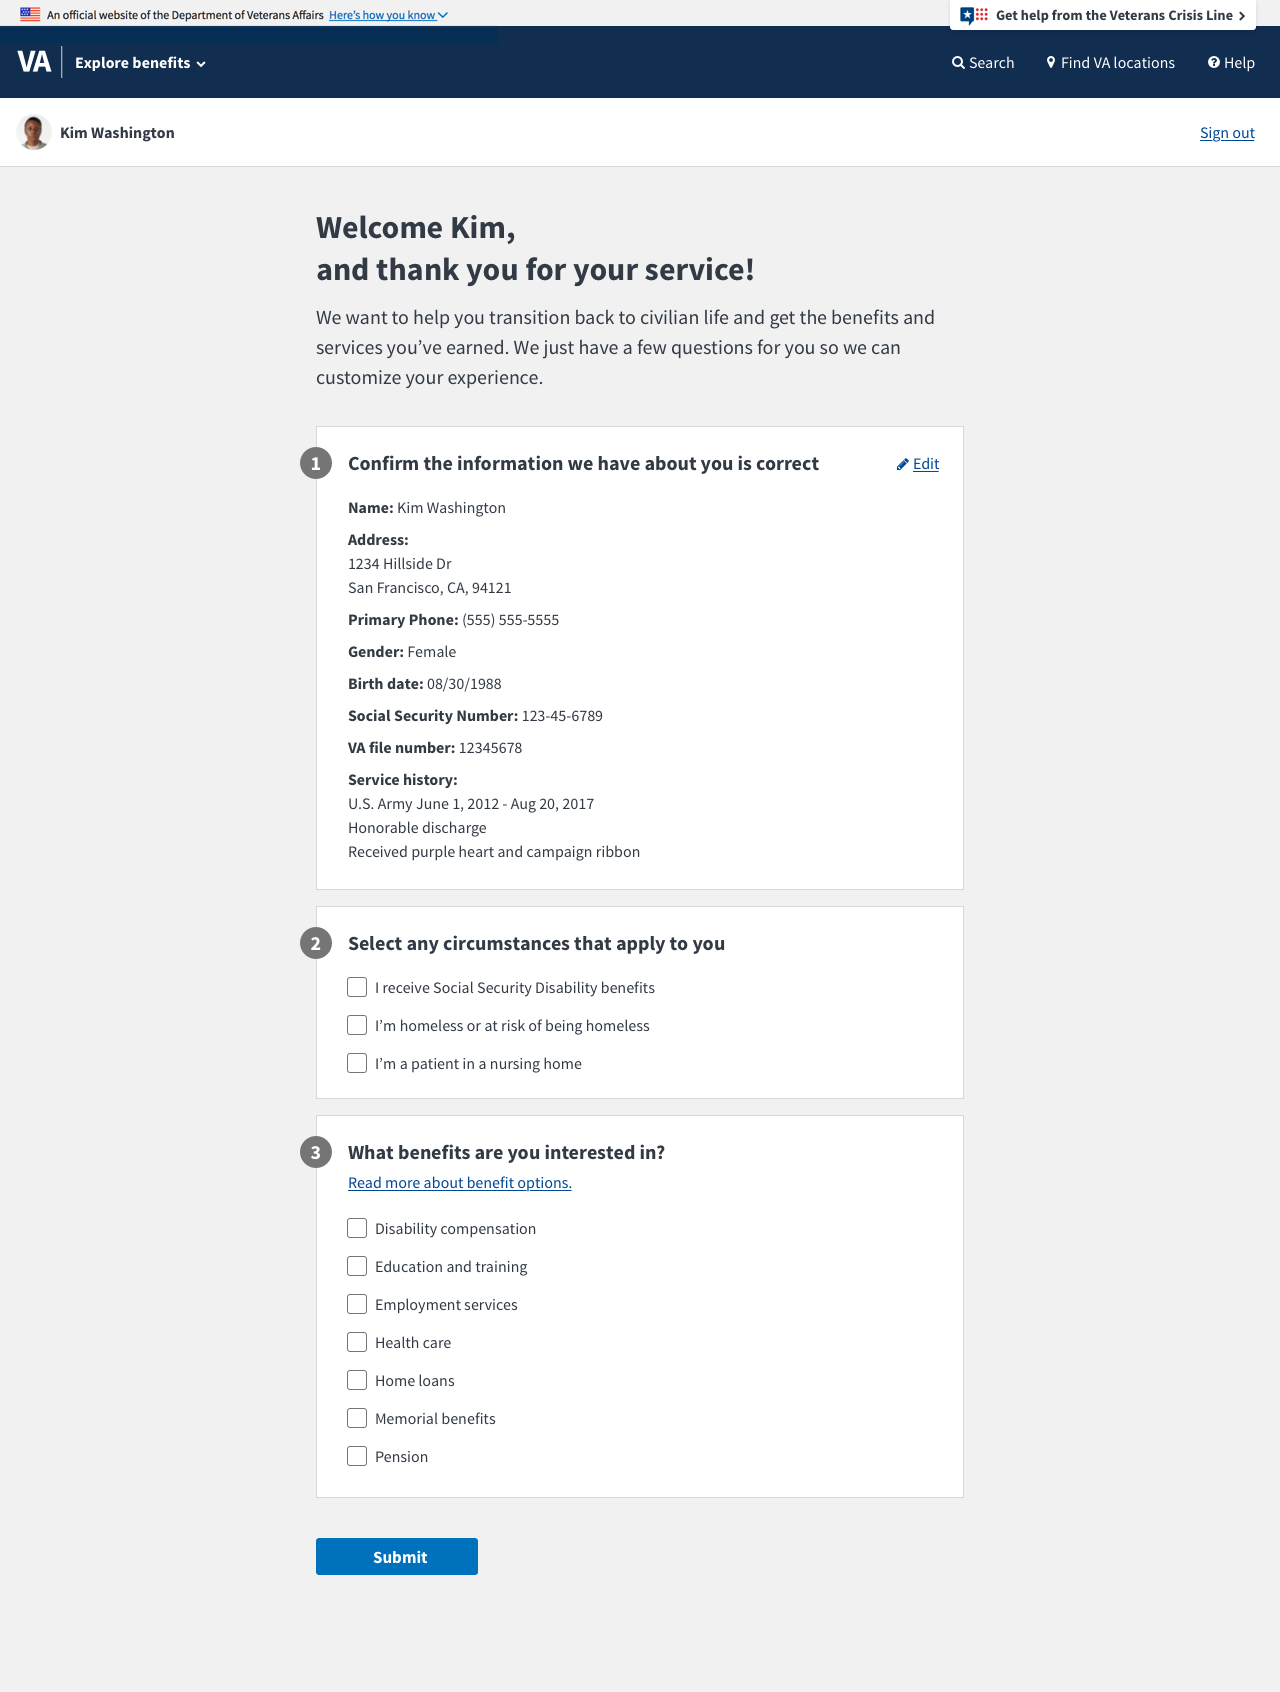 An official website of the Department of Veterans Affairs Here's how you know
Get help from the Veterans Crisis Line
VA Explore benefits Search Find VA locations Help
Kim Washington Sign out
Welcome Kim,
and thank you for your service!
We want to help you transition back to civilian life and get the benefits and
services you’ve earned. We just have a few questions for you so we can
customize your experience.
1 Confirm the information we have about you is correct Edit
Name: Kim Washington
Address:
1234 Hillside Dr
San Francisco, CA, 94121
Primary Phone: (555) 555-5555
Gender: Female
Birth date: 08/30/1988
Social Security Number: 123-45-6789
VA file number: 12345678
Service history:
U.S. Army June 1, 2012 - Aug 20, 2017
Honorable discharge
Received purple heart and campaign ribbon
2 Select any circumstances that apply to you
I receive Social Security Disability benefits
I’m homeless or at risk of being homeless
I’m a patient in a nursing home
3 What benefits are you interested in?
Read more about benefit options.
Disability compensation
Education and training
Employment services
Health care
Home loans
Memorial benefits
Pension
Submit